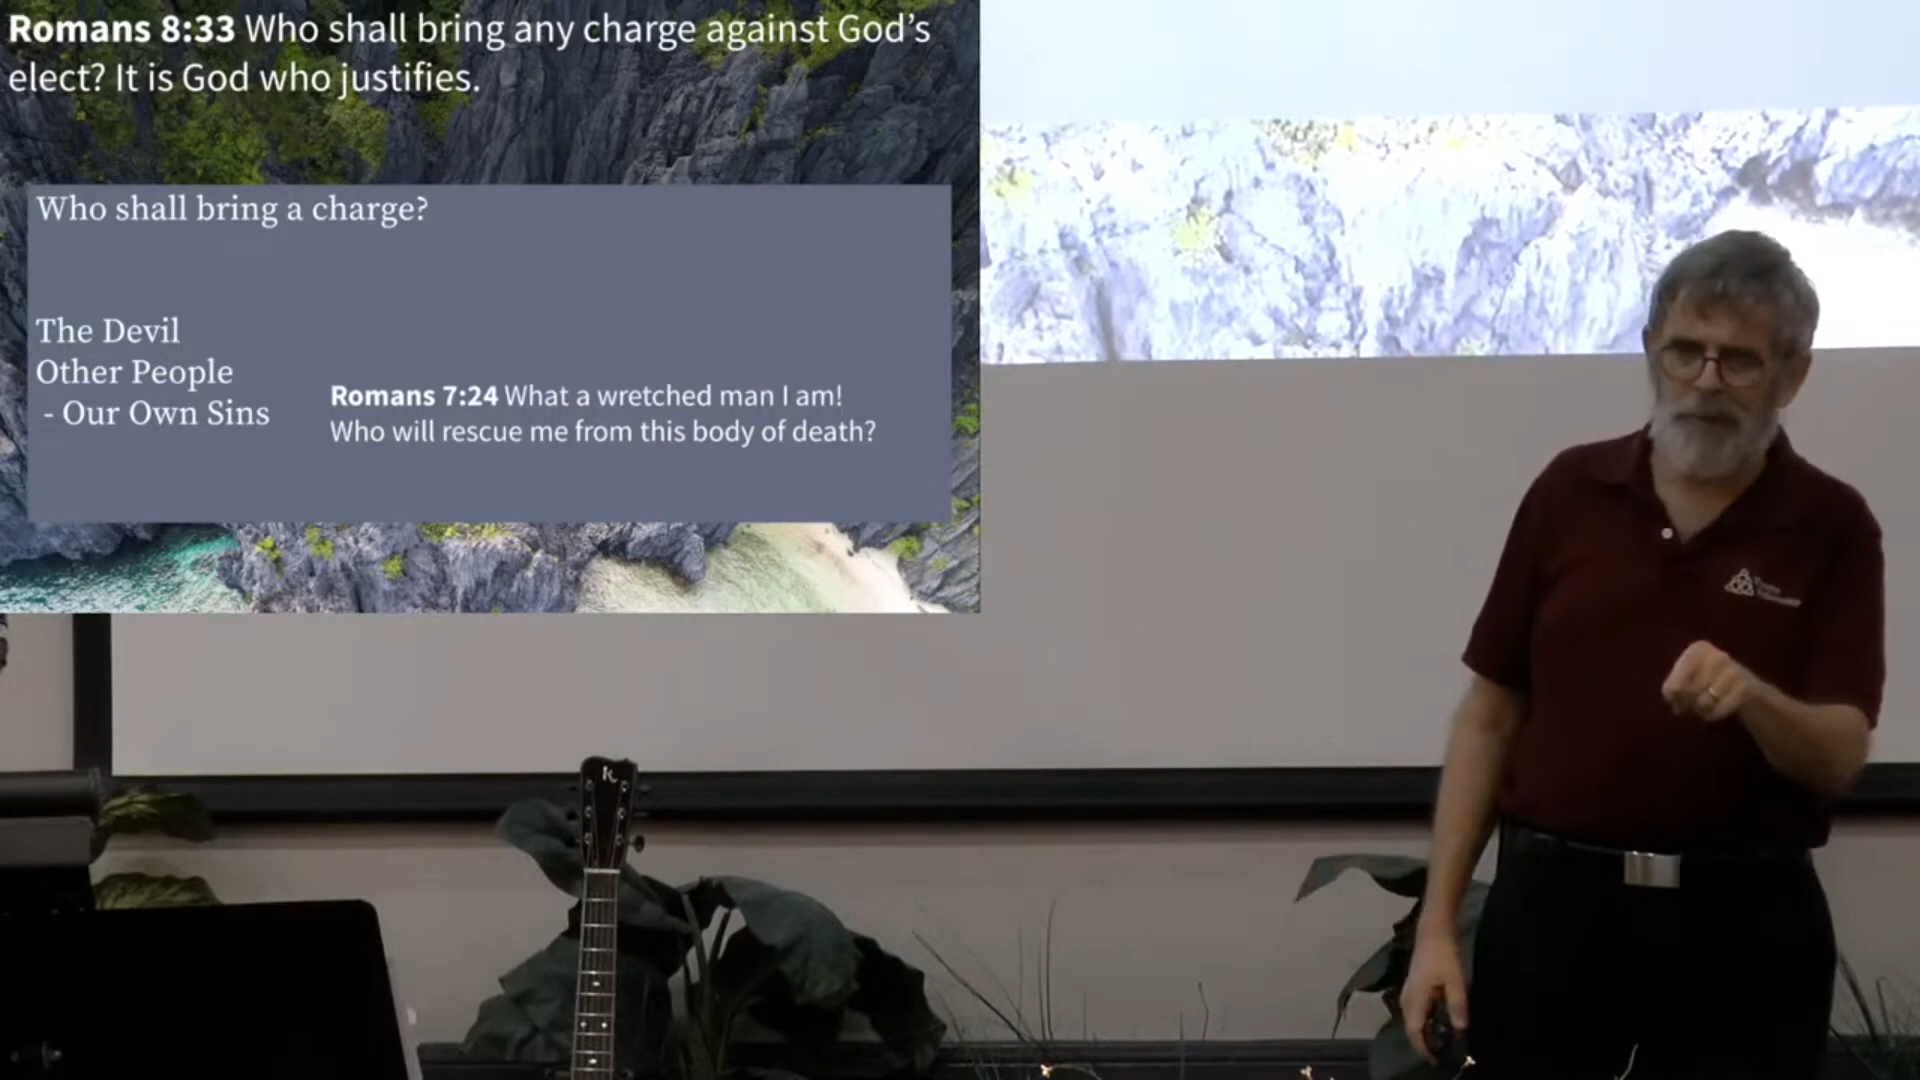 Romans 8:33 Who shall bring any charge against God’s
elect? It is God who justifies.
Who shall bring a charge?
The Devil
Other People
- Our Own Sins
Romans 7:24 What a wretched man I am!
Who will rescue me from this body of death?